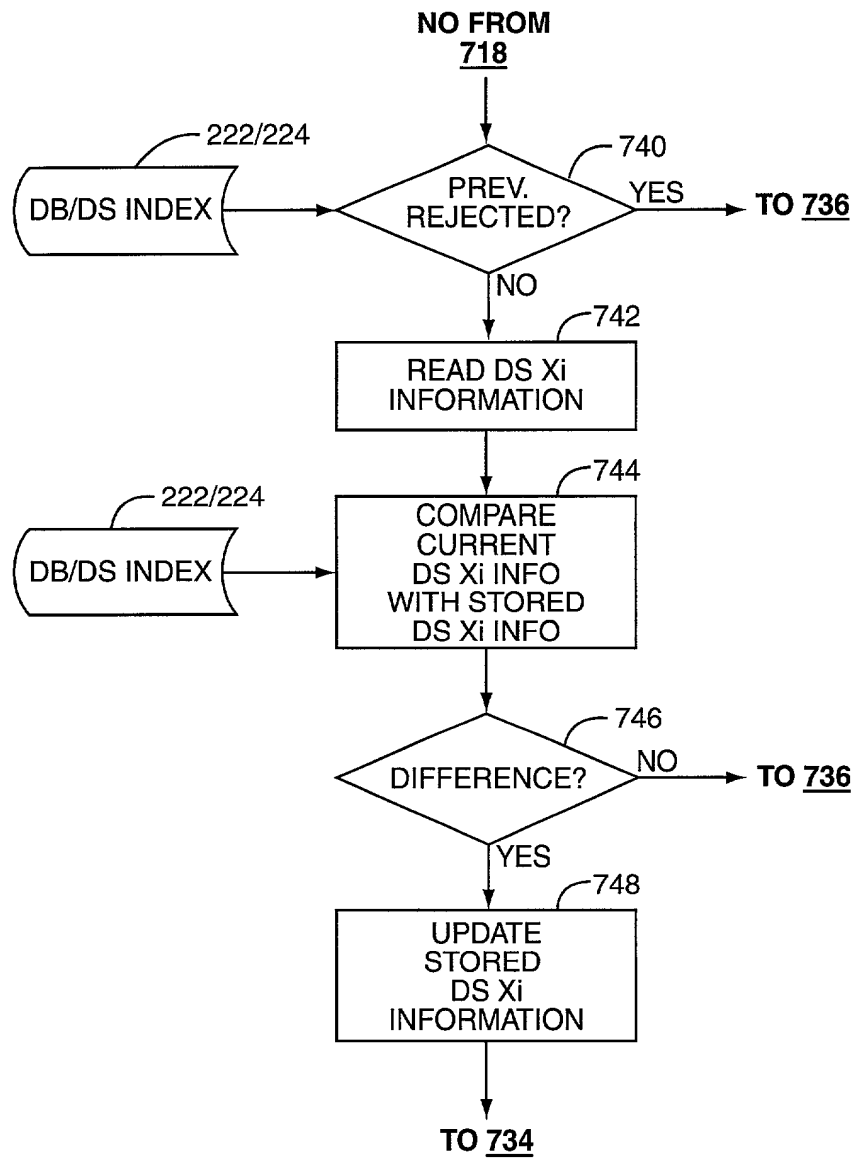 NO FROM
718
222/224
740
DB/DS INDEX
PREV.
REJECTED?
YES
TO 736
NO
742
READ DS Xi
INFORMATION
744
222/224
COMPARE
CURRENT
DS Xi INFO
WITH STORED
DS Xi INFO
DB/DS INDEX
746
DIFFERENCE?
NO
TO 736
YES
748
UPDATE
STORED
DS Xi
INFORMATION
TO 734